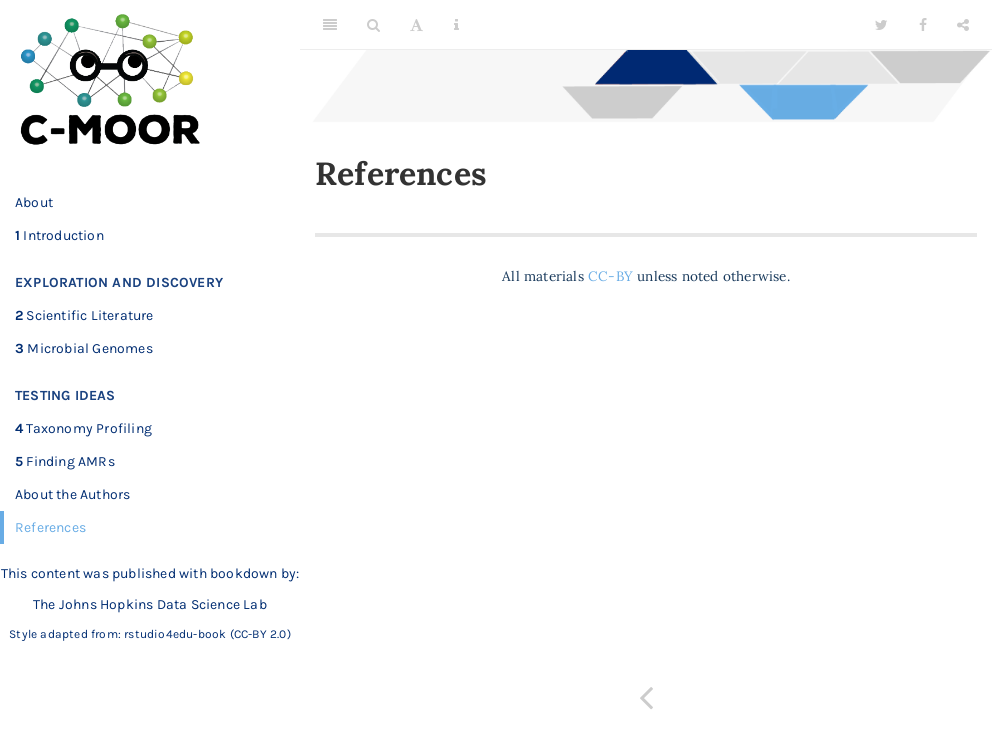 C-MOOR
About
1 Introduction
EXPLORATION AND DISCOVERY
2 Scientific Literature
3 Microbial Genomes
TESTING IDEAS
4 Taxonomy Profiling
5 Finding AMRs
About the Authors
References
This content was published with bookdown by:
The Johns Hopkins Data Science Lab
Style adapted from: rstudio4edu-book (CC-BY 2.0)
A
References
All materials CC-BY unless noted otherwise.